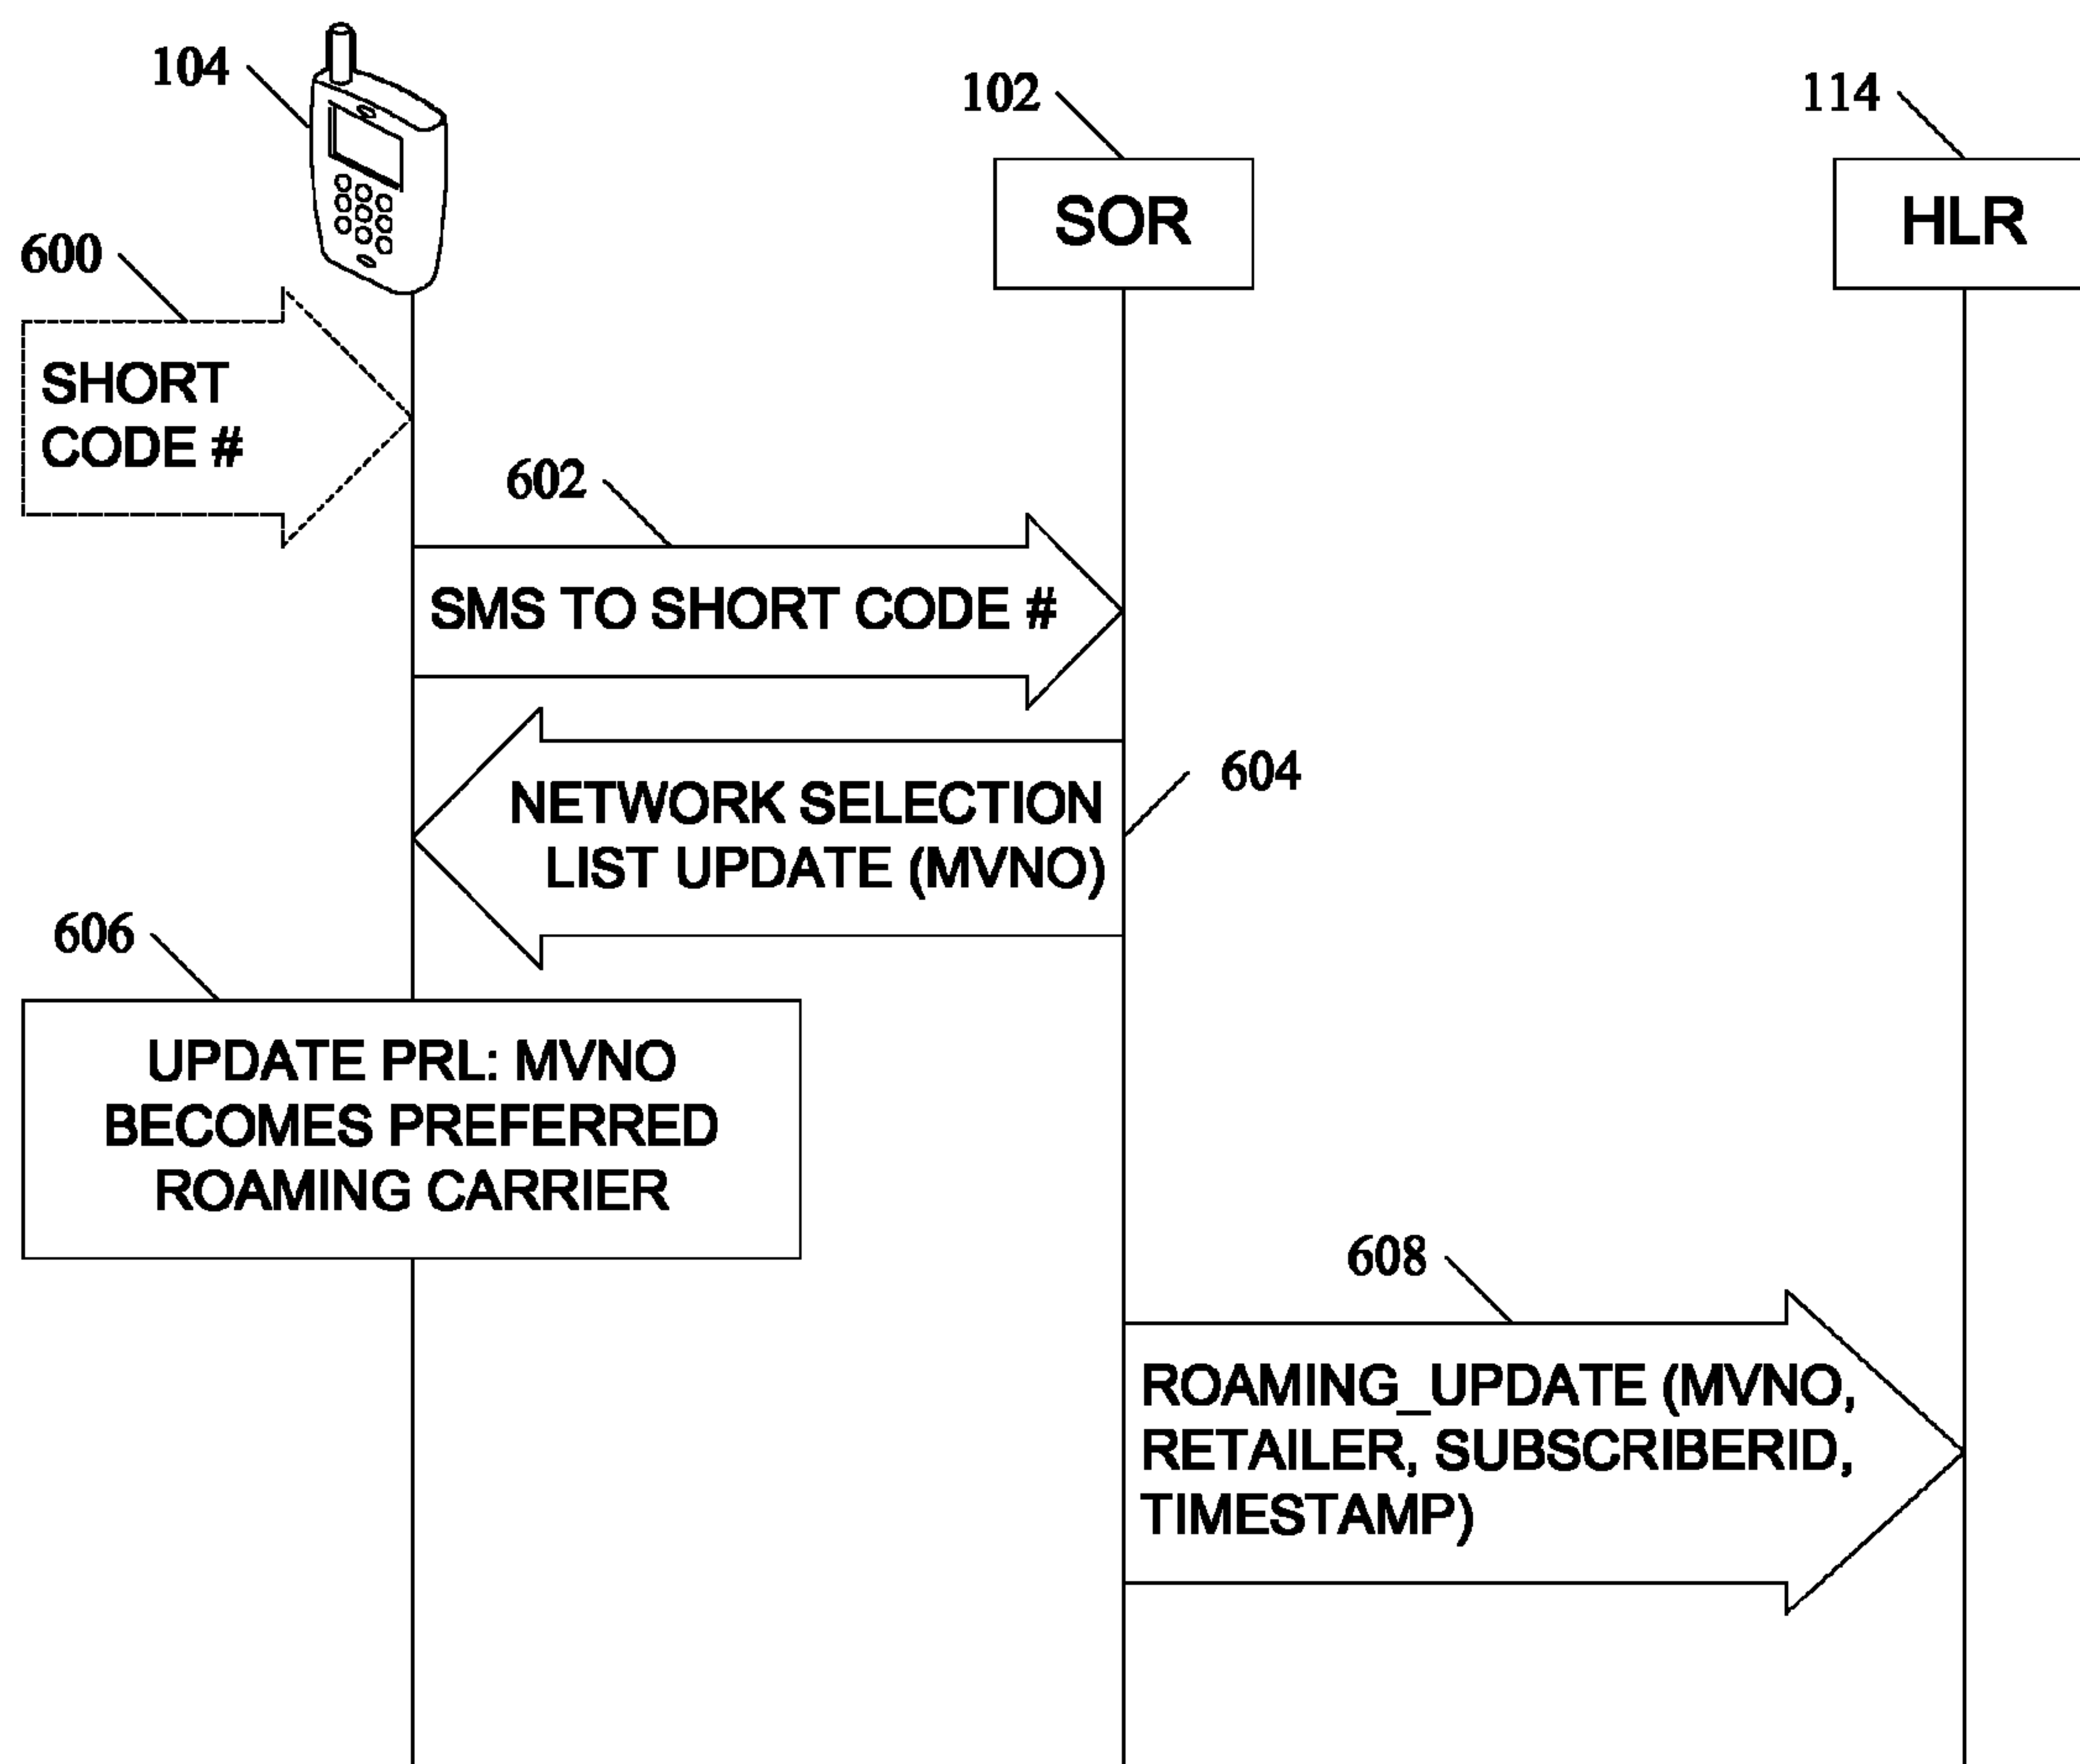 104
102
114
SOR
HLR
600
SHORT
CODE #
602
SMS TO SHORT CODE #
604
NETWORK SELECTION
LIST UPDATE (MVNO)
606
UPDATE PRL: MVNO
BECOMES PREFERRED
ROAMING CARRIER
608
ROAMING_UPDATE (MVNO,
RETAILER, SUBSCRIBERID,
TIMESTAMP)